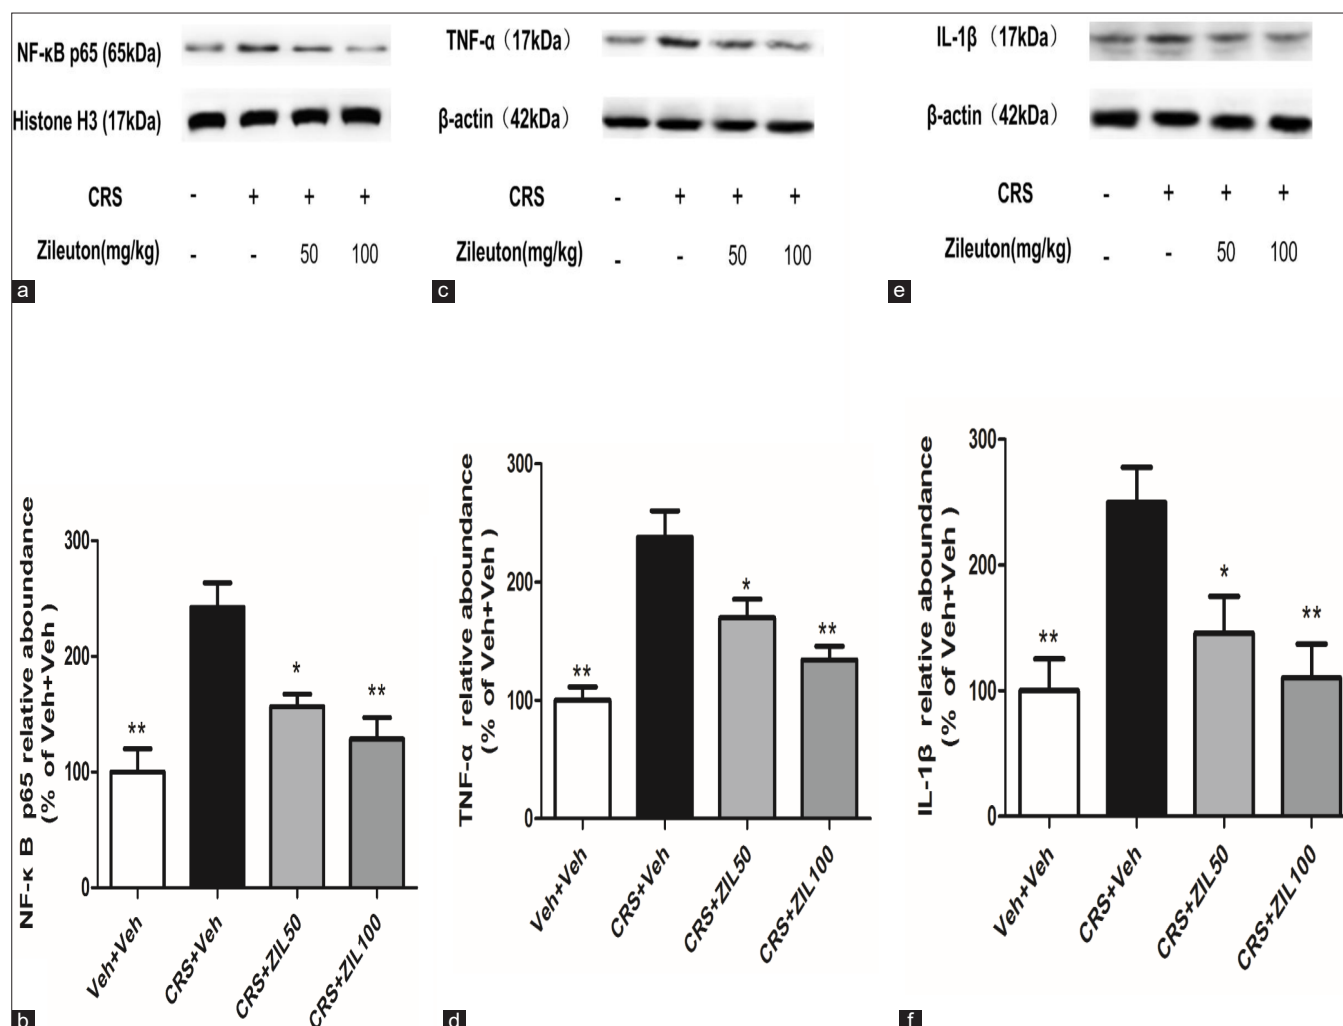 NF-κB p65 (65kDa)
Histone H3 (17kDa)
CRS - + + +
Zileuton(mg/kg) - - 50 100
a
TNF-α（17kDa）
β-actin（42kDa）
CRS - + + +
Zileuton(mg/kg) - - 50 100
c
IL-1β（17kDa）
β-actin（42kDa）
CRS - + + +
Zileuton(mg/kg) - - 50 100
e
NF-κ B p65 relative aboundance
(% of Veh+Veh )
300
200
100
0
**
*
**
Veh+Veh
CRS+Veh
CRS+ZIL50
CRS+ZIL100
b
TNF-α relative aboundance
(% of Veh+Veh )
300
200
100
0
**
*
**
Veh+Veh
CRS+Veh
CRS+ZIL50
CRS+ZIL100
d
IL-1β relative aboundance
(% of Veh+Veh )
300
200
100
0
**
*
**
Veh+Veh
CRS+Veh
CRS+ZIL50
CRS+ZIL100
f